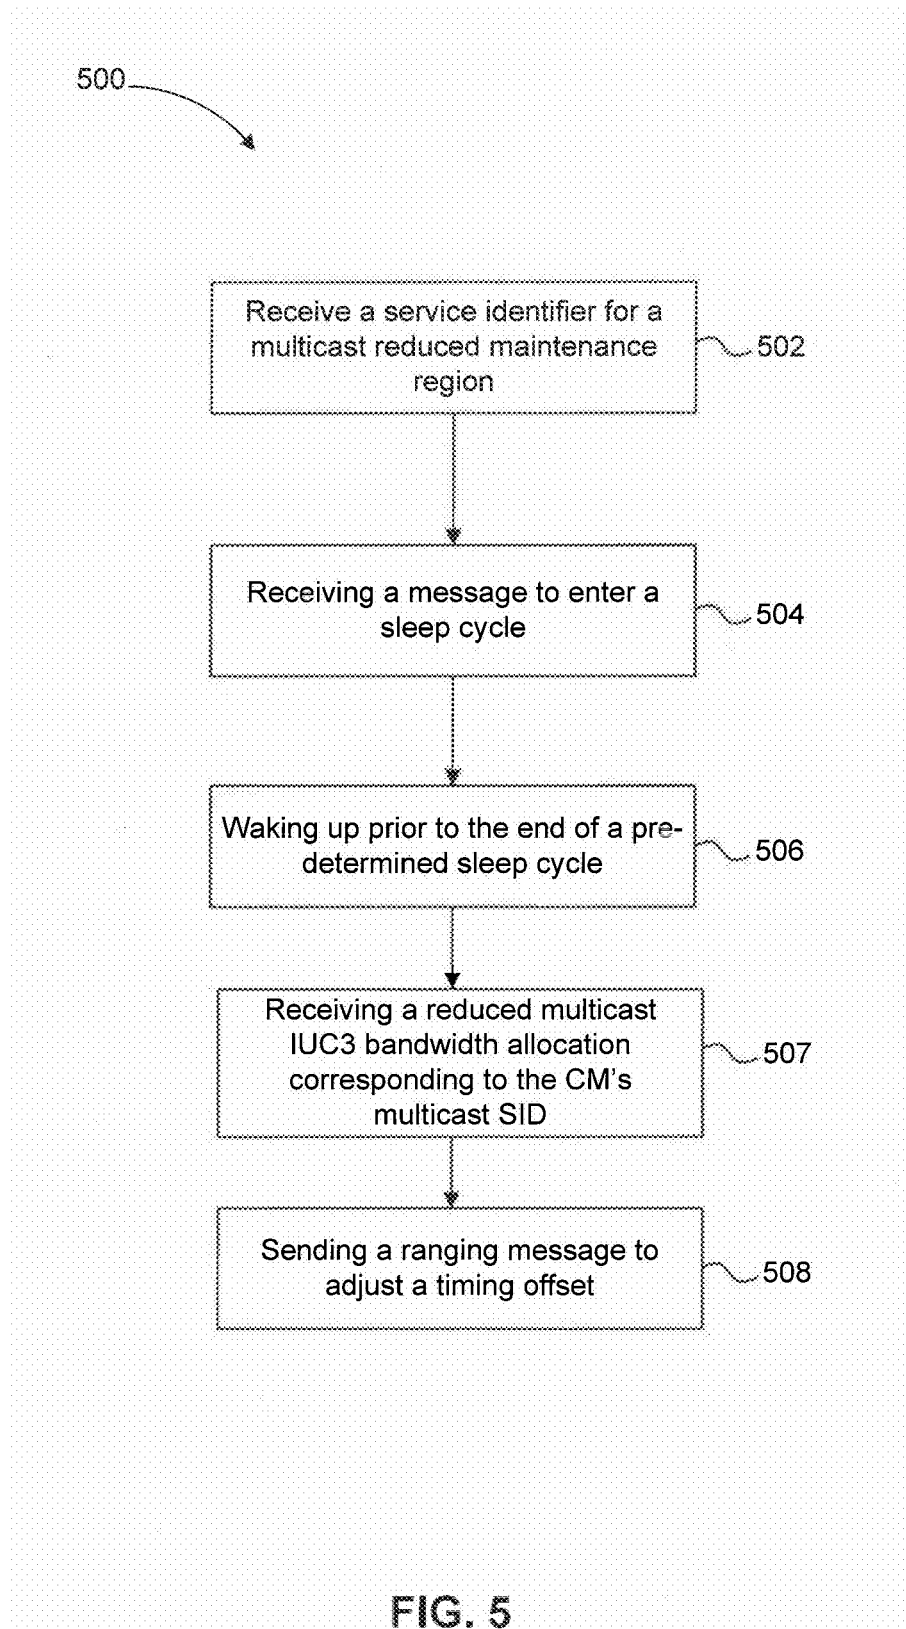 500
Receive a service identifier for a
multicast reduced maintenance
region
502
Receiving a message to enter a
sleep cycle
504
Waking up prior to the end of a pre-
determined sleep cycle
506
Receiving a reduced multicast
IUC3 bandwidth allocation
corresponding to the CM's
multicast SID
507
Sending a ranging message to
adjust a timing offset
508
FIG. 5